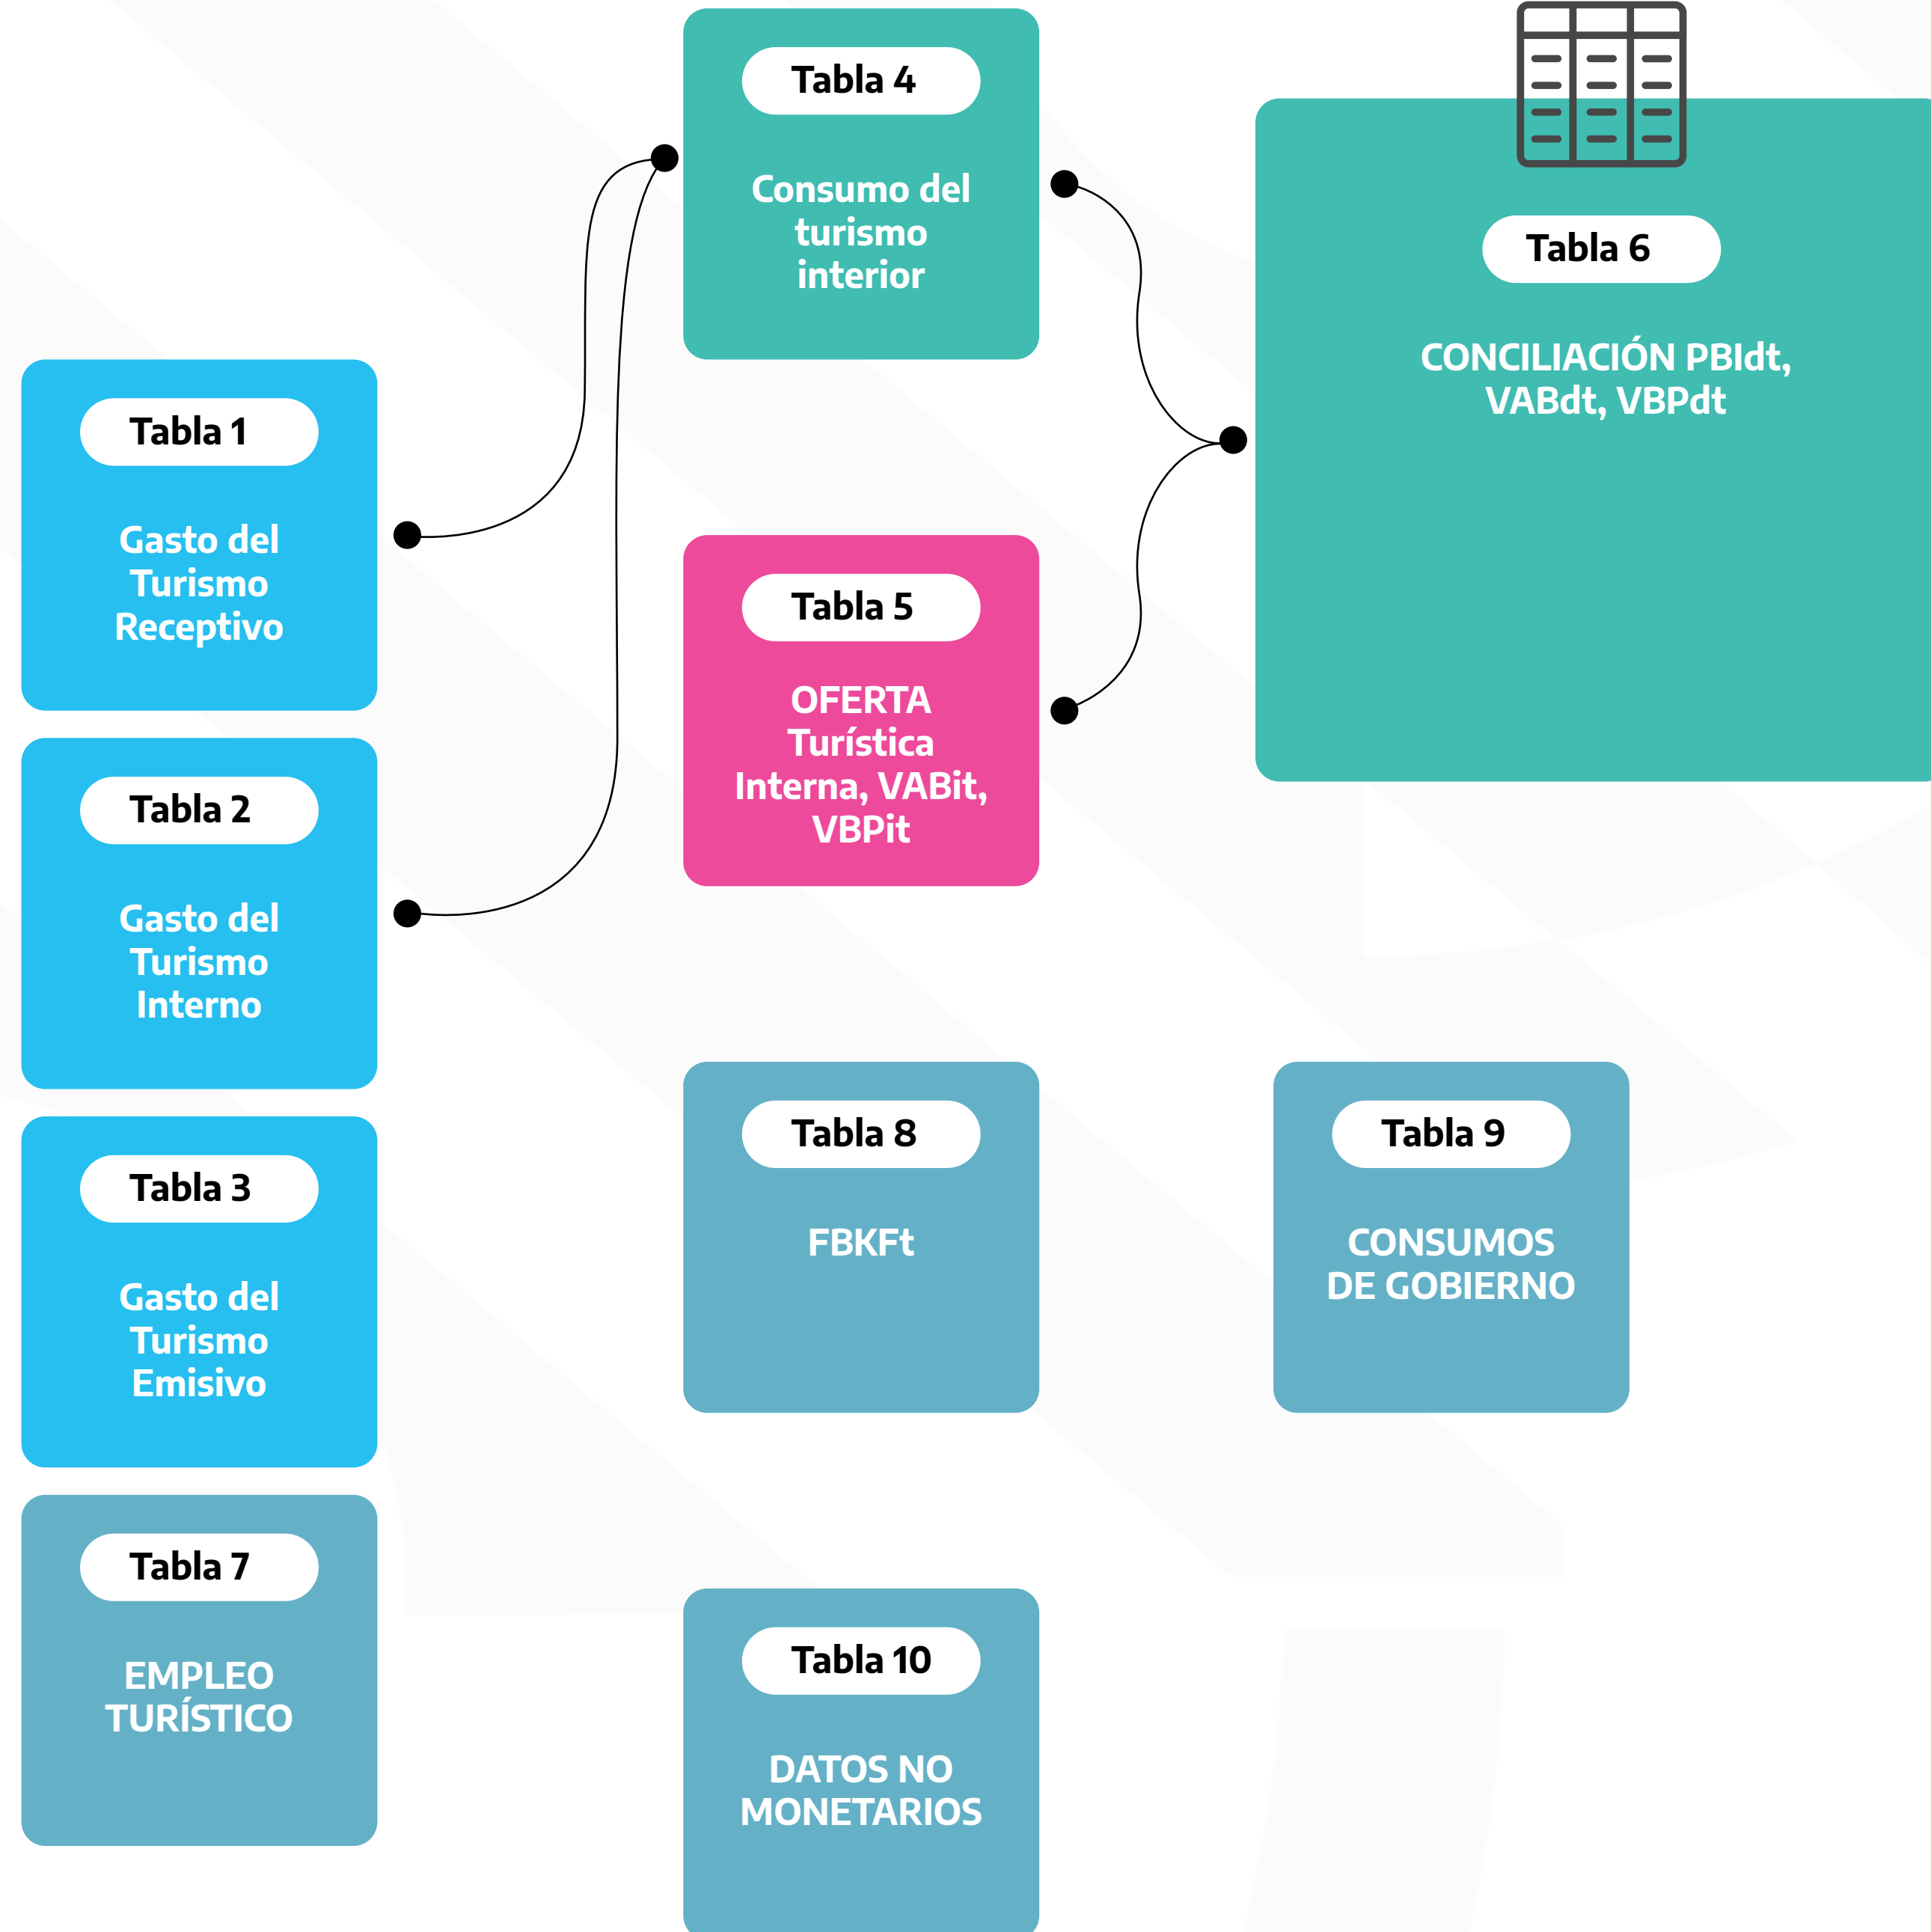 Tabla 1
Gasto del
Turismo
Receptivo
Tabla 2
Gasto del
Turismo
Interno
Tabla 3
Gasto del
Turismo
Emisivo
Tabla 7
EMPLEO
TURÍSTICO
Tabla 4
Consumo del
turismo
interior
Tabla 5
OFERTA
Turística
Interna, VABit,
VBPit
Tabla 8
FBKFt
Tabla 10
DATOS NO
MONETARIOS
Tabla 6
CONCILIACIÓN PBIdt,
VABdt, VBPdt
Tabla 9
CONSUMOS
DE GOBIERNO